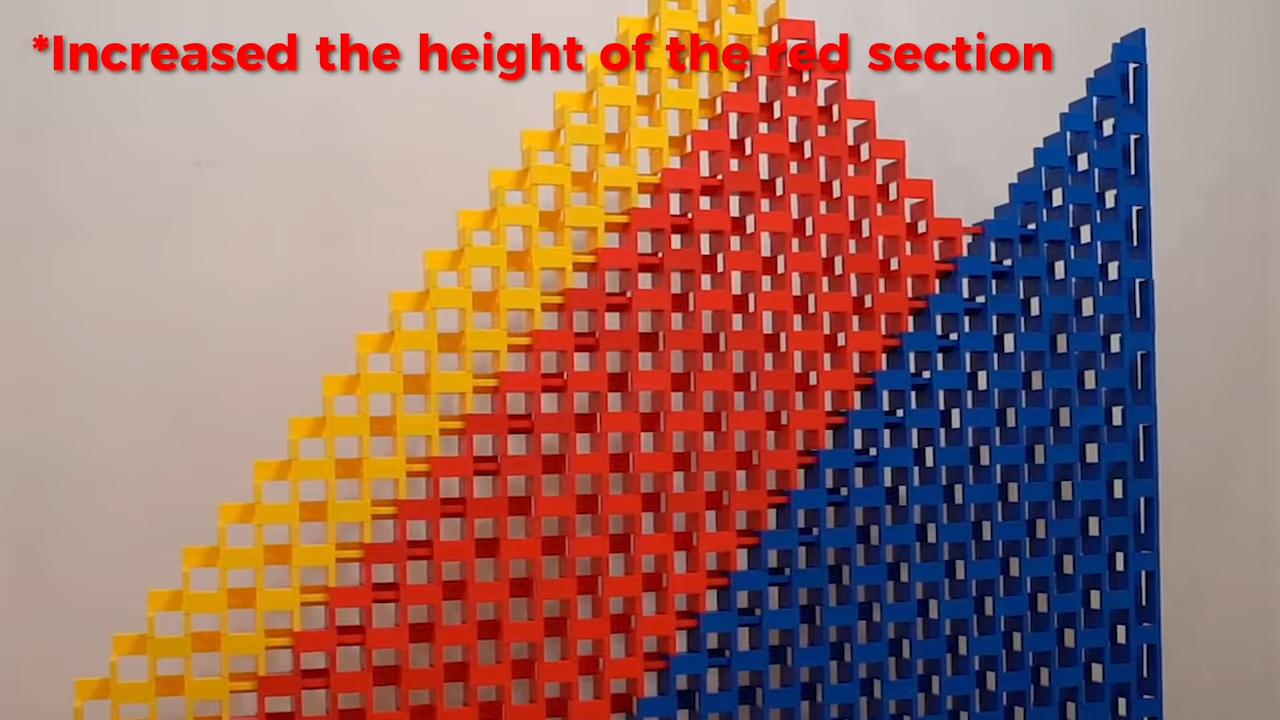 *Increased the height of the red section